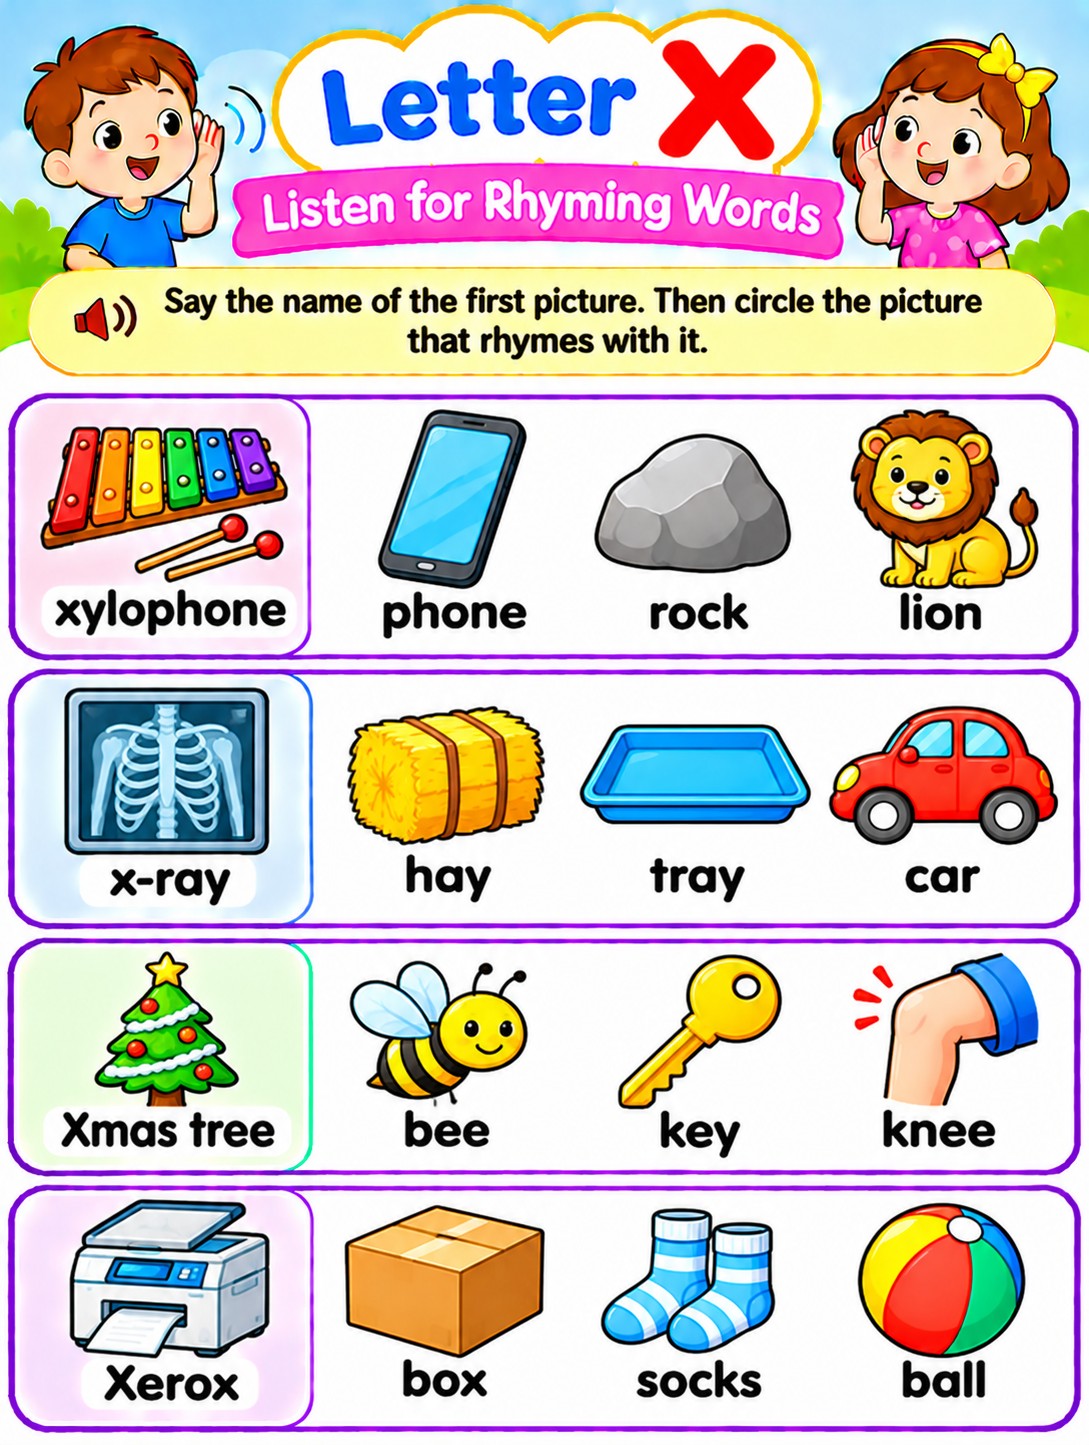 Letter X
Listen for Rhyming Words
Say the name of the first picture. Then circle the picture
that rhymes with it.
xylophone phone rock lion
x-ray hay tray car
Xmas tree bee key knee
Xerox box socks ball